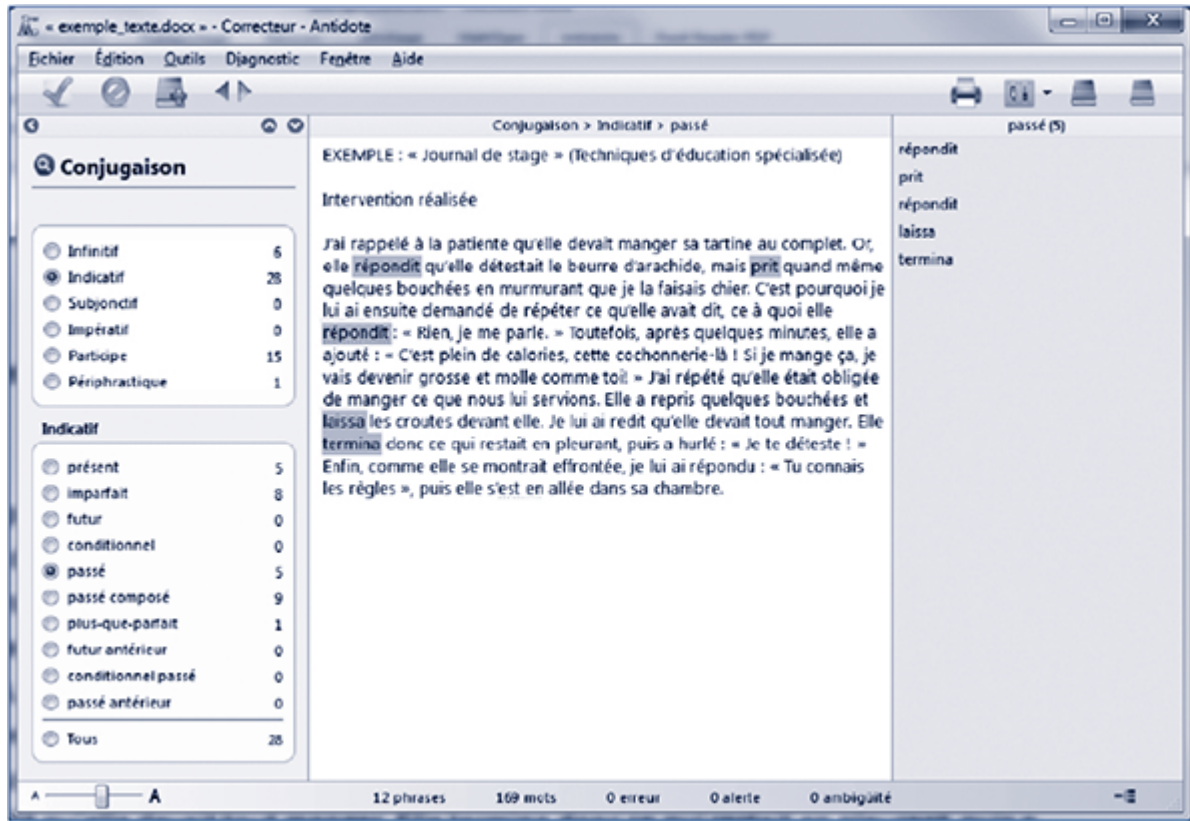 « exemple_texte.docx » - Correcteur - Antidote
Fichier Édition Outils Diagnostic Fenêtre Aide
Conjugaison > Indicatif > passé
passé (5)
Conjugaison
Infinitif 6
Indicatif 28
Subjonctif 0
Impératif 0
Participe 15
Périphrastique 1
Indicatif
présent 5
imparfait 8
futur 0
conditionnel 0
passé 5
passé composé 9
plus-que-parfait 1
futur antérieur 0
conditionnel passé 0
passé antérieur 0
Tous 28
EXEMPLE : « Journal de stage » (Techniques d'éducation spécialisée)
Intervention réalisée
J'ai rappelé à la patiente qu'elle devait manger sa tartine au complet. Or,
elle répondit qu'elle détestait le beurre d'arachide, mais prit quand même
quelques bouchées en murmurant que je la faisais chier. C'est pourquoi je
lui ai ensuite demandé de répéter ce qu'elle avait dit, ce à quoi elle
répondit : « Rien, je me parle. » Toutefois, après quelques minutes, elle a
ajouté : « C'est plein de calories, cette cochonnerie-là ! Si je mange ça, je
vais devenir grosse et molle comme toi! » J'ai répété qu'elle était obligée
de manger ce que nous lui servions. Elle a repris quelques bouchées et
laissa les croutes devant elle. Je lui ai redit qu'elle devait tout manger. Elle
termina donc ce qui restait en pleurant, puis a hurlé : « Je te déteste ! »
Enfin, comme elle se montrait effrontée, je lui ai répondu : « Tu connais
les règles », puis elle s'est en allée dans sa chambre.
répondit
prit
répondit
laissa
termina
A A
12 phrases 169 mots 0 erreur 0 alerte 0 ambigüité